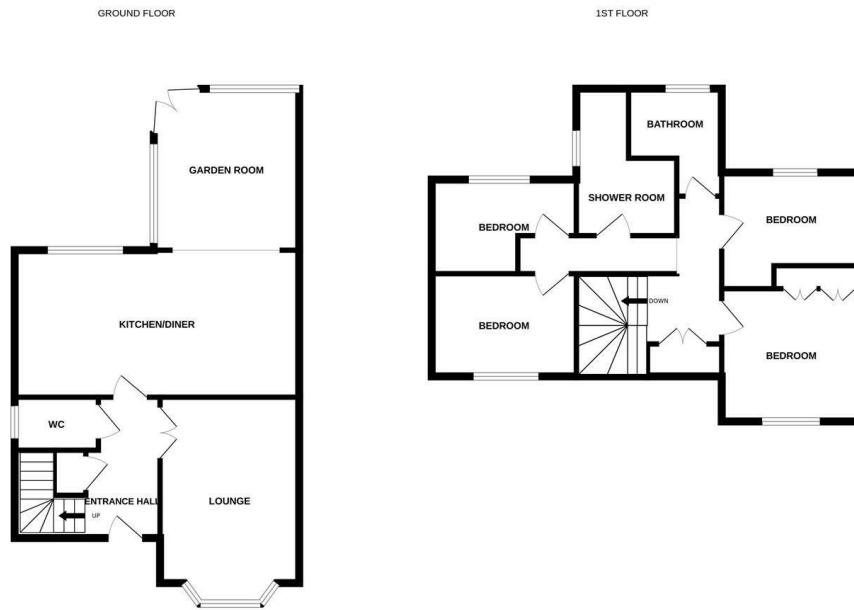 GROUND FLOOR
GARDEN ROOM
KITCHEN/DINER
WC
ENTRANCE HALL
LOUNGE
UP
1ST FLOOR
BATHROOM
SHOWER ROOM
BEDROOM
BEDROOM
BEDROOM
DOWN
BEDROOM